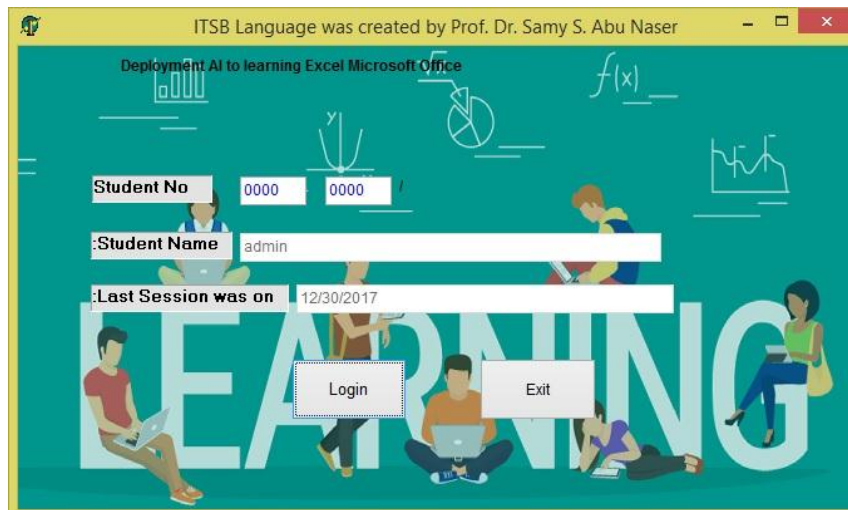 ITSB Language was created by Prof. Dr. Samy S. Abu Naser
Deployment AI to learning Excel Microsoft Office
√x
f(x)
y
Student No 0000 - 0000 /
:Student Name admin
:Last Session was on 12/30/2017
LEARNING
Login Exit